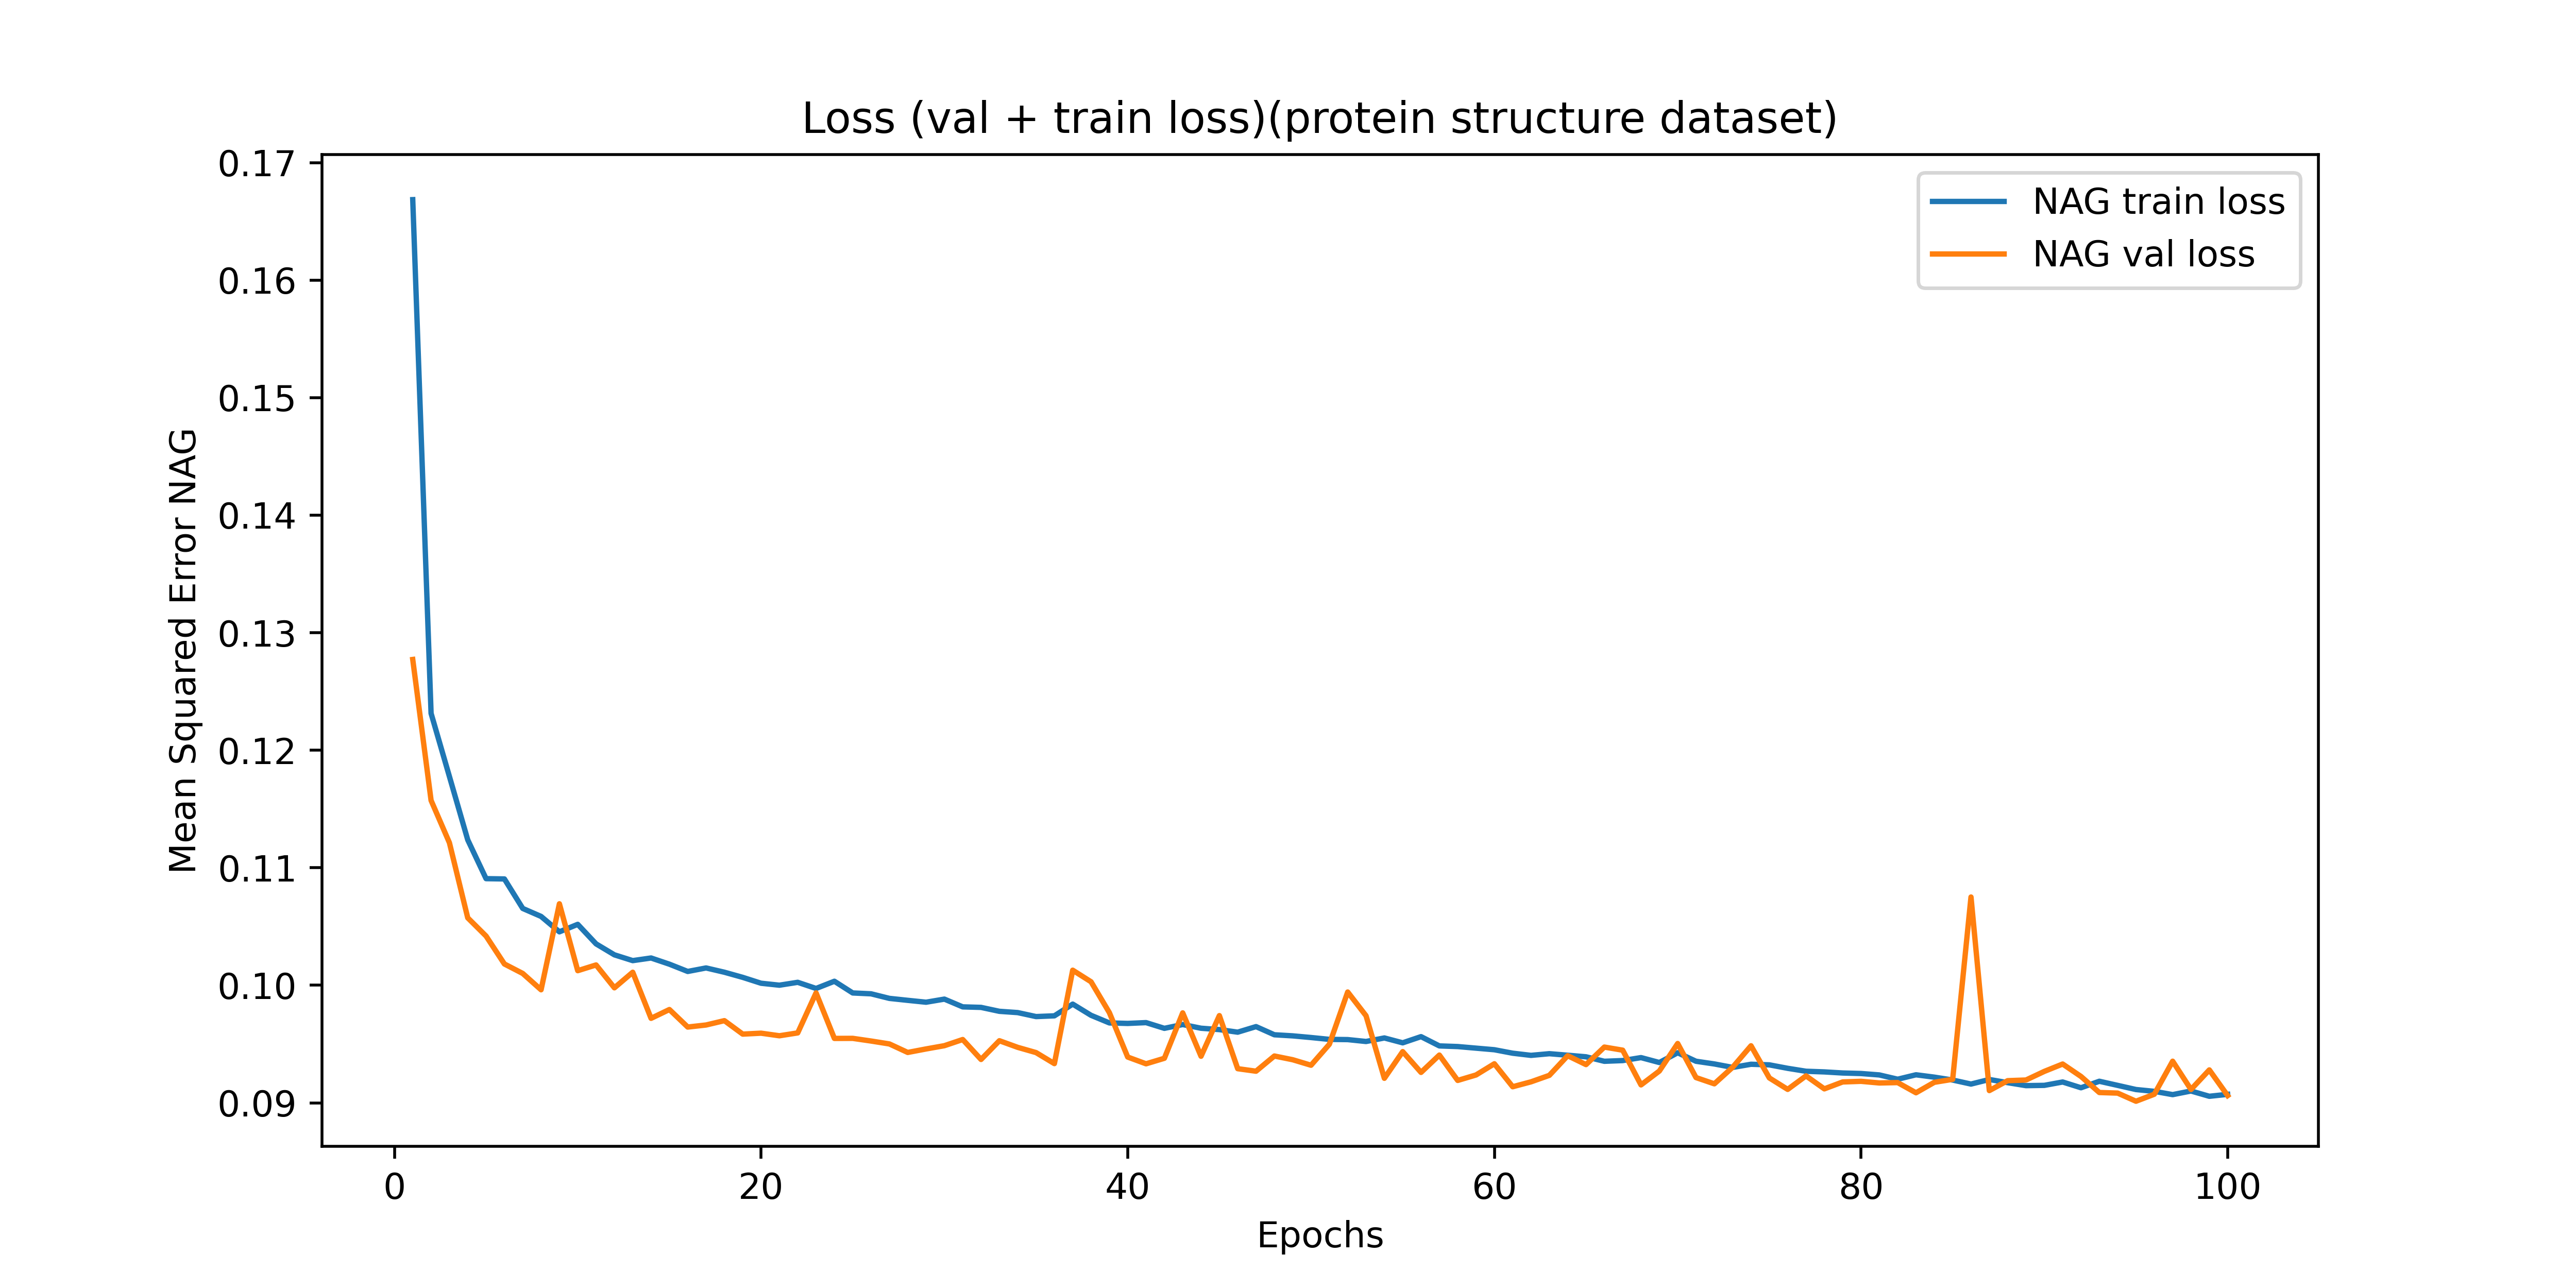 Loss (val + train loss)(protein structure dataset)
0.17
0.16
0.15
0.14
0.13
0.12
0.11
0.10
0.09
Mean Squared Error NAG
NAG train loss
NAG val loss
0 20 40 60 80 100
Epochs